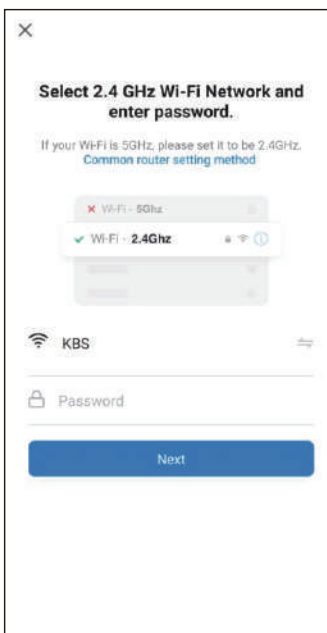 Select 2.4 GHz Wi-Fi Network and
enter password.
If your Wi-Fi is 5GHz, please set it to be 2.4GHz.
Common router setting method
Wi-Fi - 5Ghz
Wi-Fi - 2.4Ghz
KBS
Password
Next